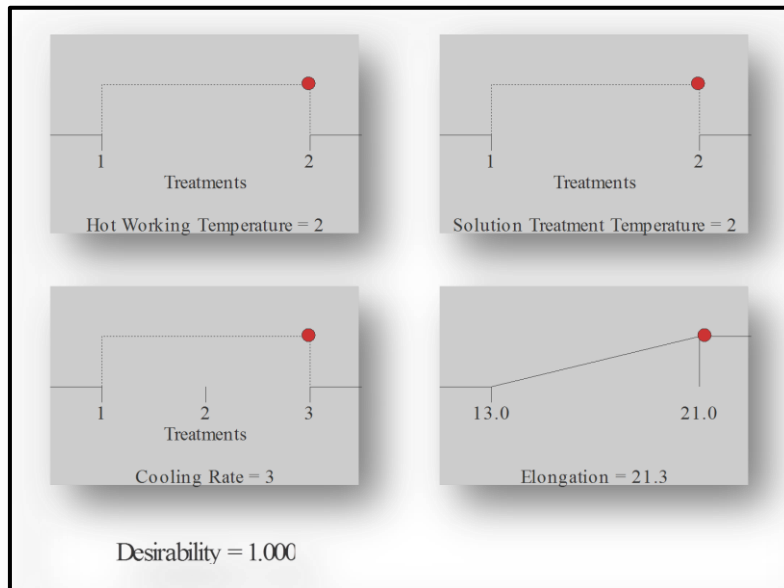 1 2
Treatments
Hot Working Temperature = 2
1 2
Treatments
Solution Treatment Temperature = 2
1 2 3
Treatments
Cooling Rate = 3
13.0 21.0
Elongation = 21.3
Desirability = 1.000